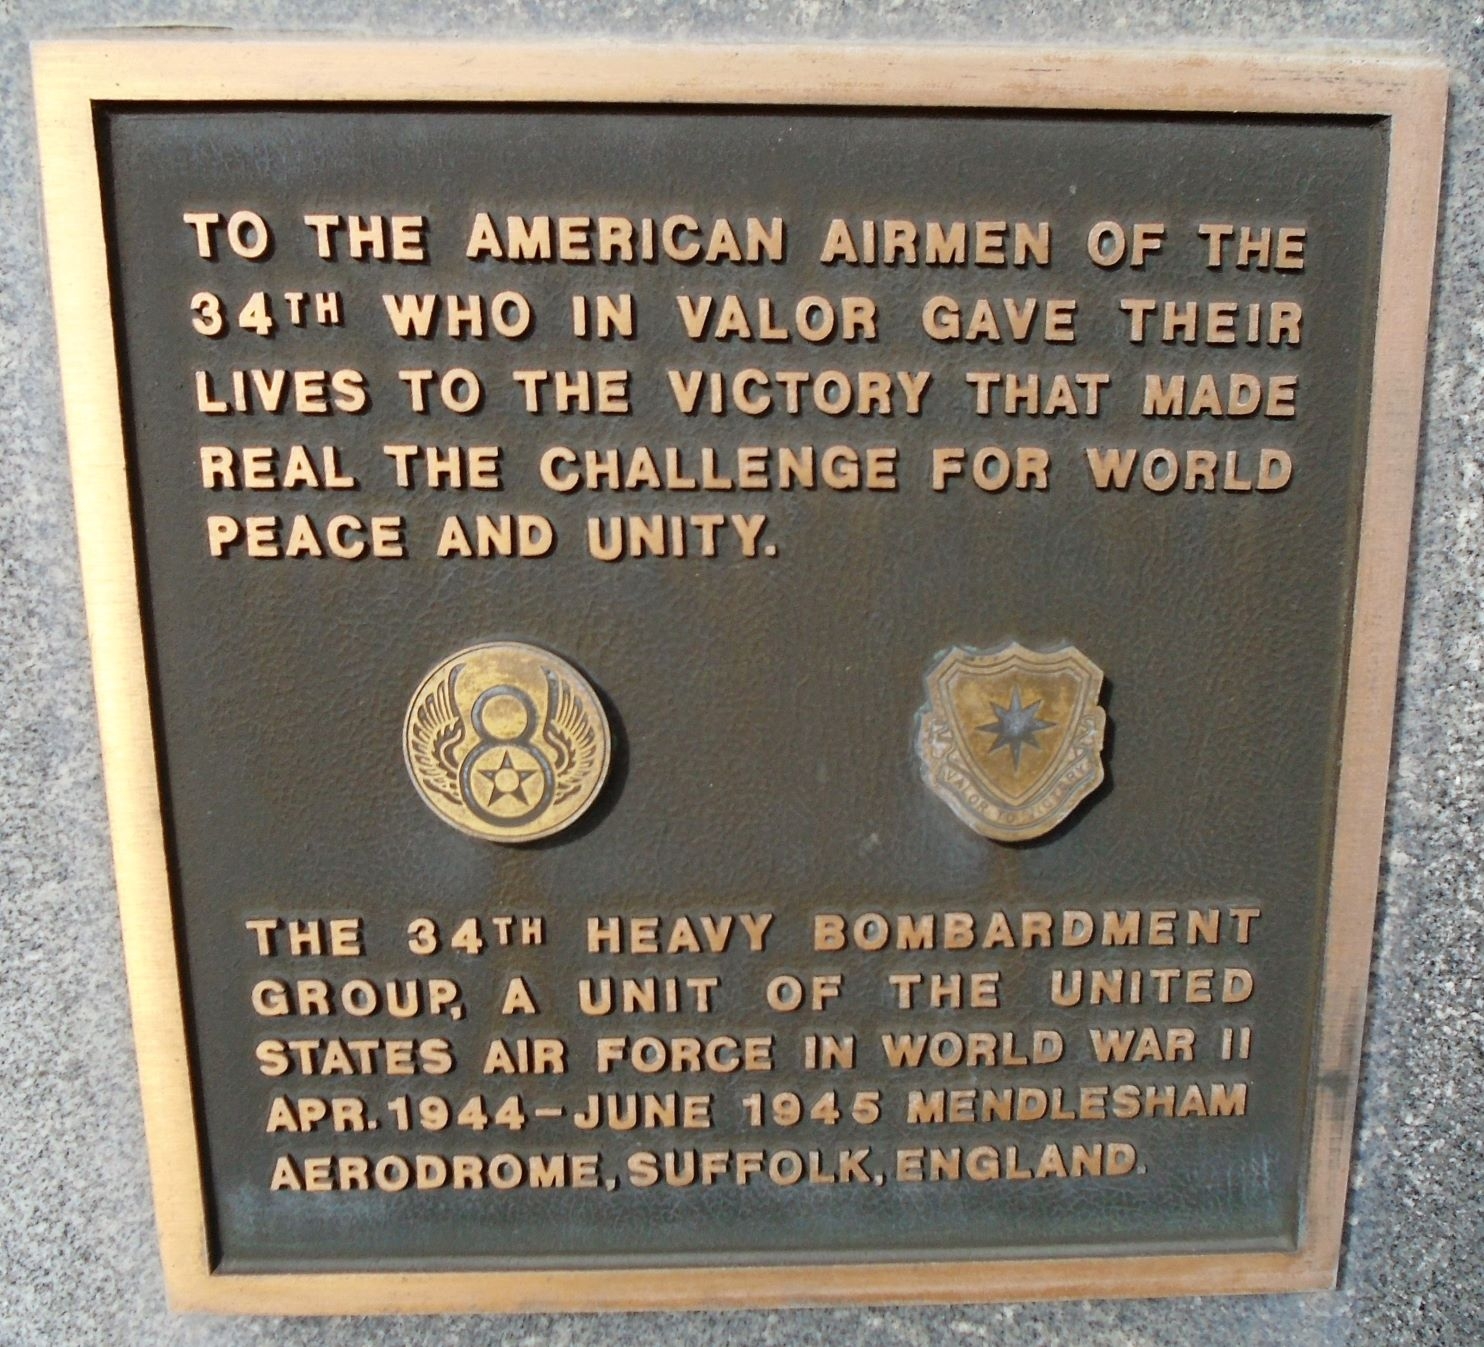 TO THE AMERICAN AIRMEN OF THE
34TH WHO IN VALOR GAVE THEIR
LIVES TO THE VICTORY THAT MADE
REAL THE CHALLENGE FOR WORLD
PEACE AND UNITY.
8
VALOR TO
THE 34TH HEAVY BOMBARDMENT
GROUP, A UNIT OF THE UNITED
STATES AIR FORCE IN WORLD WAR II
APR. 1944-JUNE 1945 MENDLESHAM
AERODROME, SUFFOLK, ENGLAND.